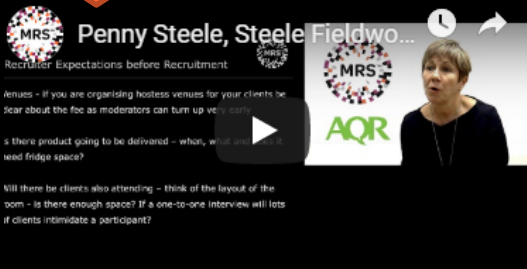 MRS
Penny Steele, Steele Fieldwo...
MRS
Recruiter Expectations before Recruitment
Venues - if you are organising hostess venues for your clients be
clear about the fee as moderators can turn up very early
Is there product going to be delivered – when, what and does it
need fridge space?
Will there be clients also attending – think of the layout of the
room - is there enough space? If a one-to-one interview will lots
of clients intimidate a participant?
MRS
AQR